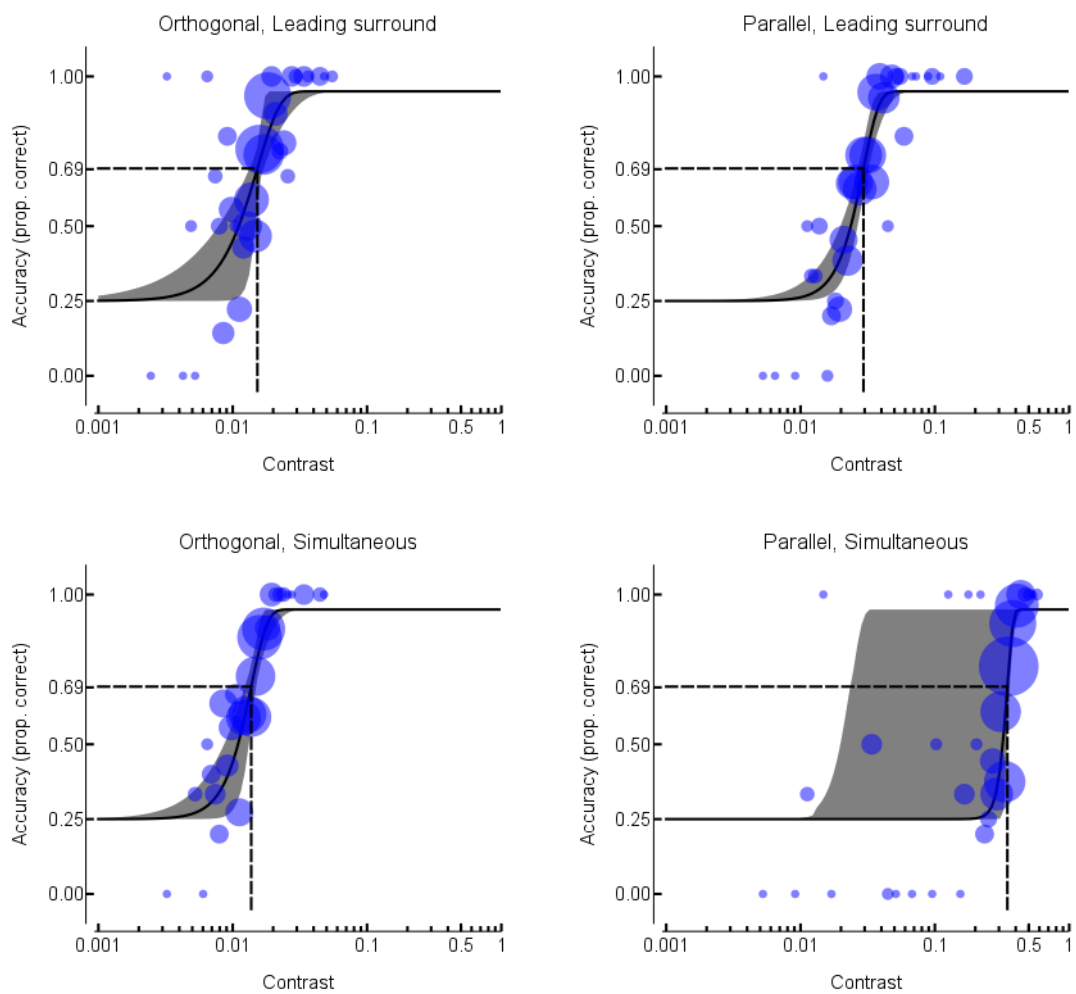 Orthogonal, Leading surround
Accuracy (prop. correct)
1.00
0.69
0.50
0.25
0.00
0.001 0.01 0.1 0.5 1
Contrast
Parallel, Leading surround
Accuracy (prop. correct)
1.00
0.69
0.50
0.25
0.00
0.001 0.01 0.1 0.5 1
Contrast
Orthogonal, Simultaneous
Accuracy (prop. correct)
1.00
0.69
0.50
0.25
0.00
0.001 0.01 0.1 0.5 1
Contrast
Parallel, Simultaneous
Accuracy (prop. correct)
1.00
0.69
0.50
0.25
0.00
0.001 0.01 0.1 0.5 1
Contrast